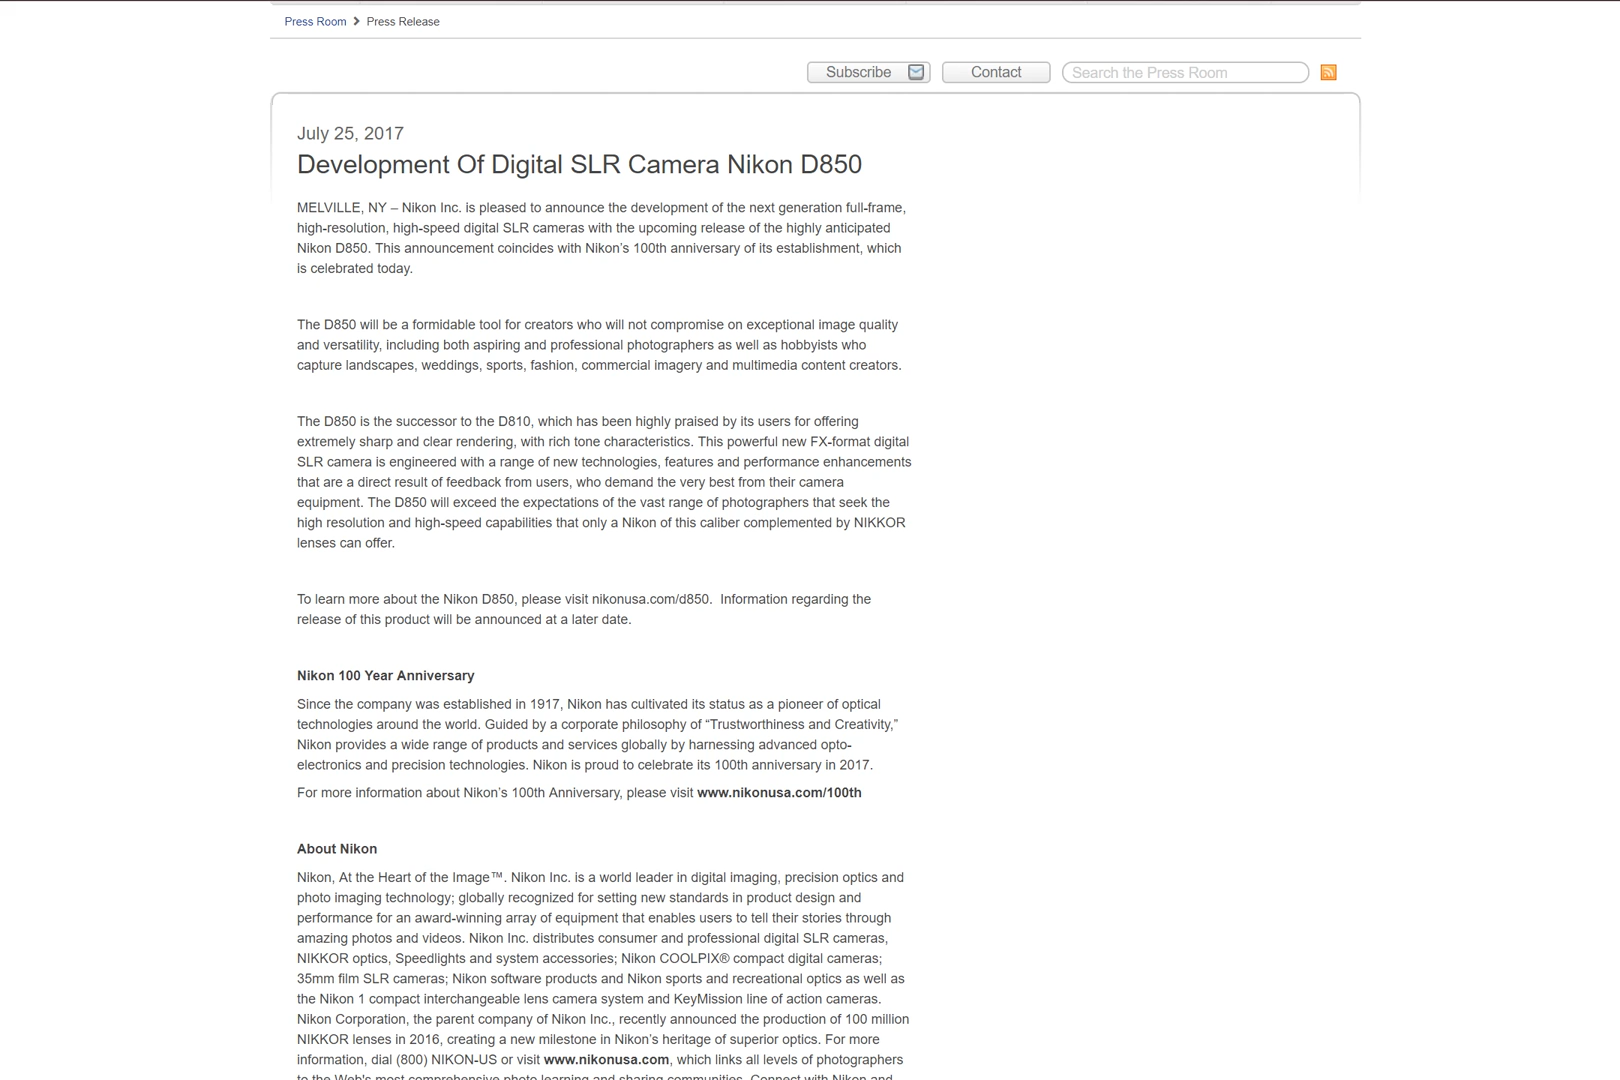 Press Room > Press Release
Subscribe
Contact
Search the Press Room
July 25, 2017
Development Of Digital SLR Camera Nikon D850
MELVILLE, NY – Nikon Inc. is pleased to announce the development of the next generation full-frame,
high-resolution, high-speed digital SLR cameras with the upcoming release of the highly anticipated
Nikon D850. This announcement coincides with Nikon’s 100th anniversary of its establishment, which
is celebrated today.
The D850 will be a formidable tool for creators who will not compromise on exceptional image quality
and versatility, including both aspiring and professional photographers as well as hobbyists who
capture landscapes, weddings, sports, fashion, commercial imagery and multimedia content creators.
The D850 is the successor to the D810, which has been highly praised by its users for offering
extremely sharp and clear rendering, with rich tone characteristics. This powerful new FX-format digital
SLR camera is engineered with a range of new technologies, features and performance enhancements
that are a direct result of feedback from users, who demand the very best from their camera
equipment. The D850 will exceed the expectations of the vast range of photographers that seek the
high resolution and high-speed capabilities that only a Nikon of this caliber complemented by NIKKOR
lenses can offer.
To learn more about the Nikon D850, please visit nikonusa.com/d850.  Information regarding the
release of this product will be announced at a later date.
Nikon 100 Year Anniversary
Since the company was established in 1917, Nikon has cultivated its status as a pioneer of optical
technologies around the world. Guided by a corporate philosophy of “Trustworthiness and Creativity,”
Nikon provides a wide range of products and services globally by harnessing advanced opto-
electronics and precision technologies. Nikon is proud to celebrate its 100th anniversary in 2017.
For more information about Nikon’s 100th Anniversary, please visit www.nikonusa.com/100th
About Nikon
Nikon, At the Heart of the Image™. Nikon Inc. is a world leader in digital imaging, precision optics and
photo imaging technology; globally recognized for setting new standards in product design and
performance for an award-winning array of equipment that enables users to tell their stories through
amazing photos and videos. Nikon Inc. distributes consumer and professional digital SLR cameras,
NIKKOR optics, Speedlights and system accessories; Nikon COOLPIX® compact digital cameras;
35mm film SLR cameras; Nikon software products and Nikon sports and recreational optics as well as
the Nikon 1 compact interchangeable lens camera system and KeyMission line of action cameras.
Nikon Corporation, the parent company of Nikon Inc., recently announced the production of 100 million
NIKKOR lenses in 2016, creating a new milestone in Nikon’s heritage of superior optics. For more
information, dial (800) NIKON-US or visit www.nikonusa.com, which links all levels of photographers
to the Web's most comprehensive photo learning and sharing communities. Connect with Nikon and